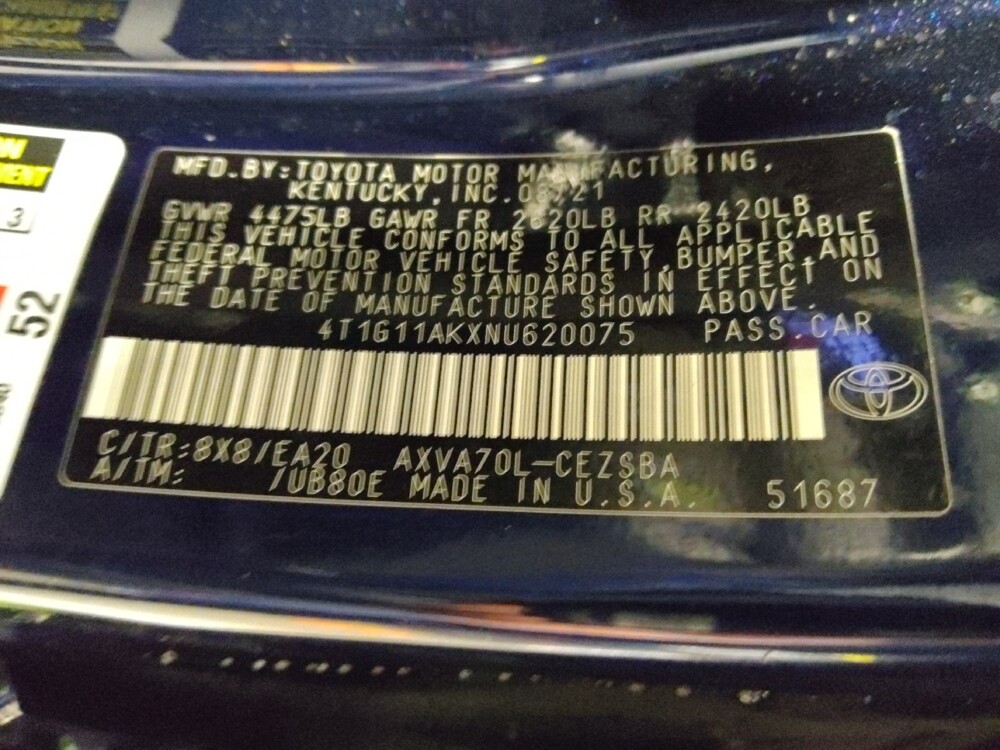 MFD.BY:TOYOTA MOTOR MANUFACTURING,
KENTUCKY,INC.
GVWR 4475LB GAWR FR 2620LB RR 2420LB
THIS VEHICLE CONFORMS TO ALL APPLICABLE
FEDERAL MOTOR VEHICLE SAFETY,BUMPER,AND
THEFT PREVENTION STANDARDS IN EFFECT ON
THE DATE OF MANUFACTURE SHOWN ABOVE.
4T1G11AKXNU620075 PASS CAR
C/TR:8X8/EA20 AXVA70L-CEZSBA
A/TM: /UB80E MADE IN U.S.A. 51687
3
52